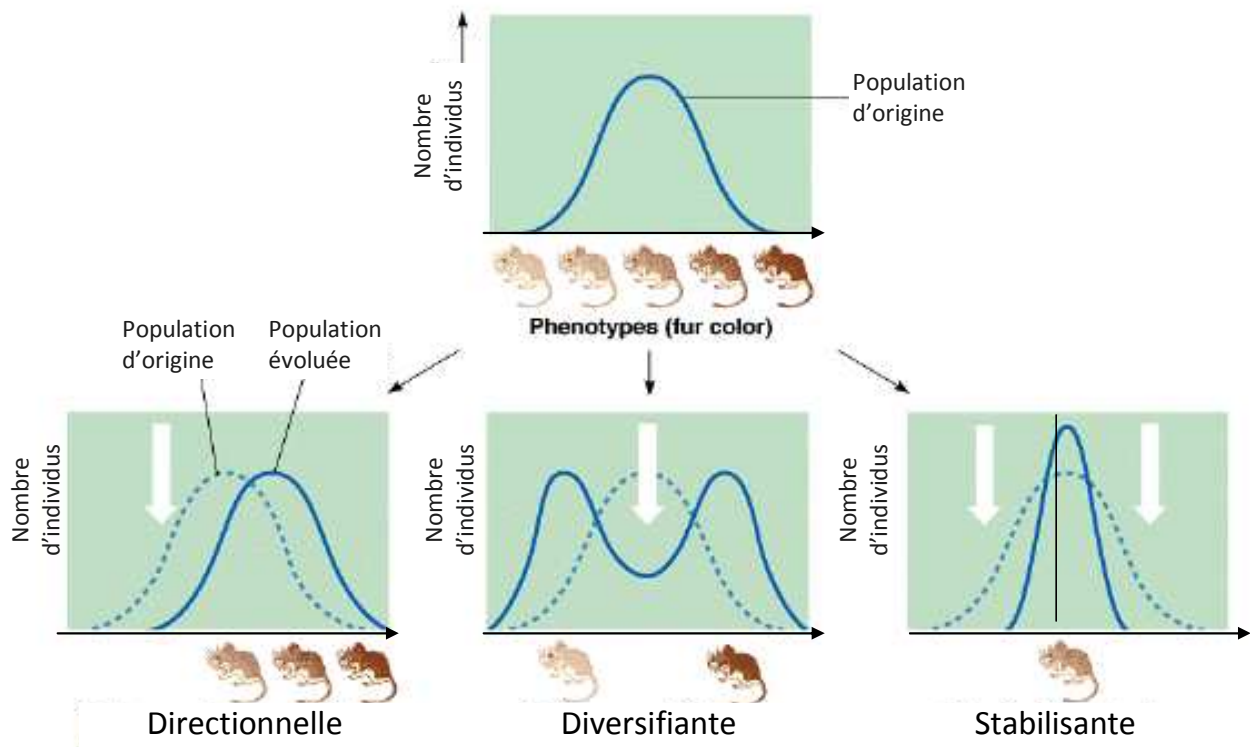 Nombre
d’individus
Population
d’origine
Phenotypes (fur color)
Population
d’origine
Population
évoluée
Nombre
d’individus
Nombre
d’individus
Nombre
d’individus
Directionnelle
Diversifiante
Stabilisante